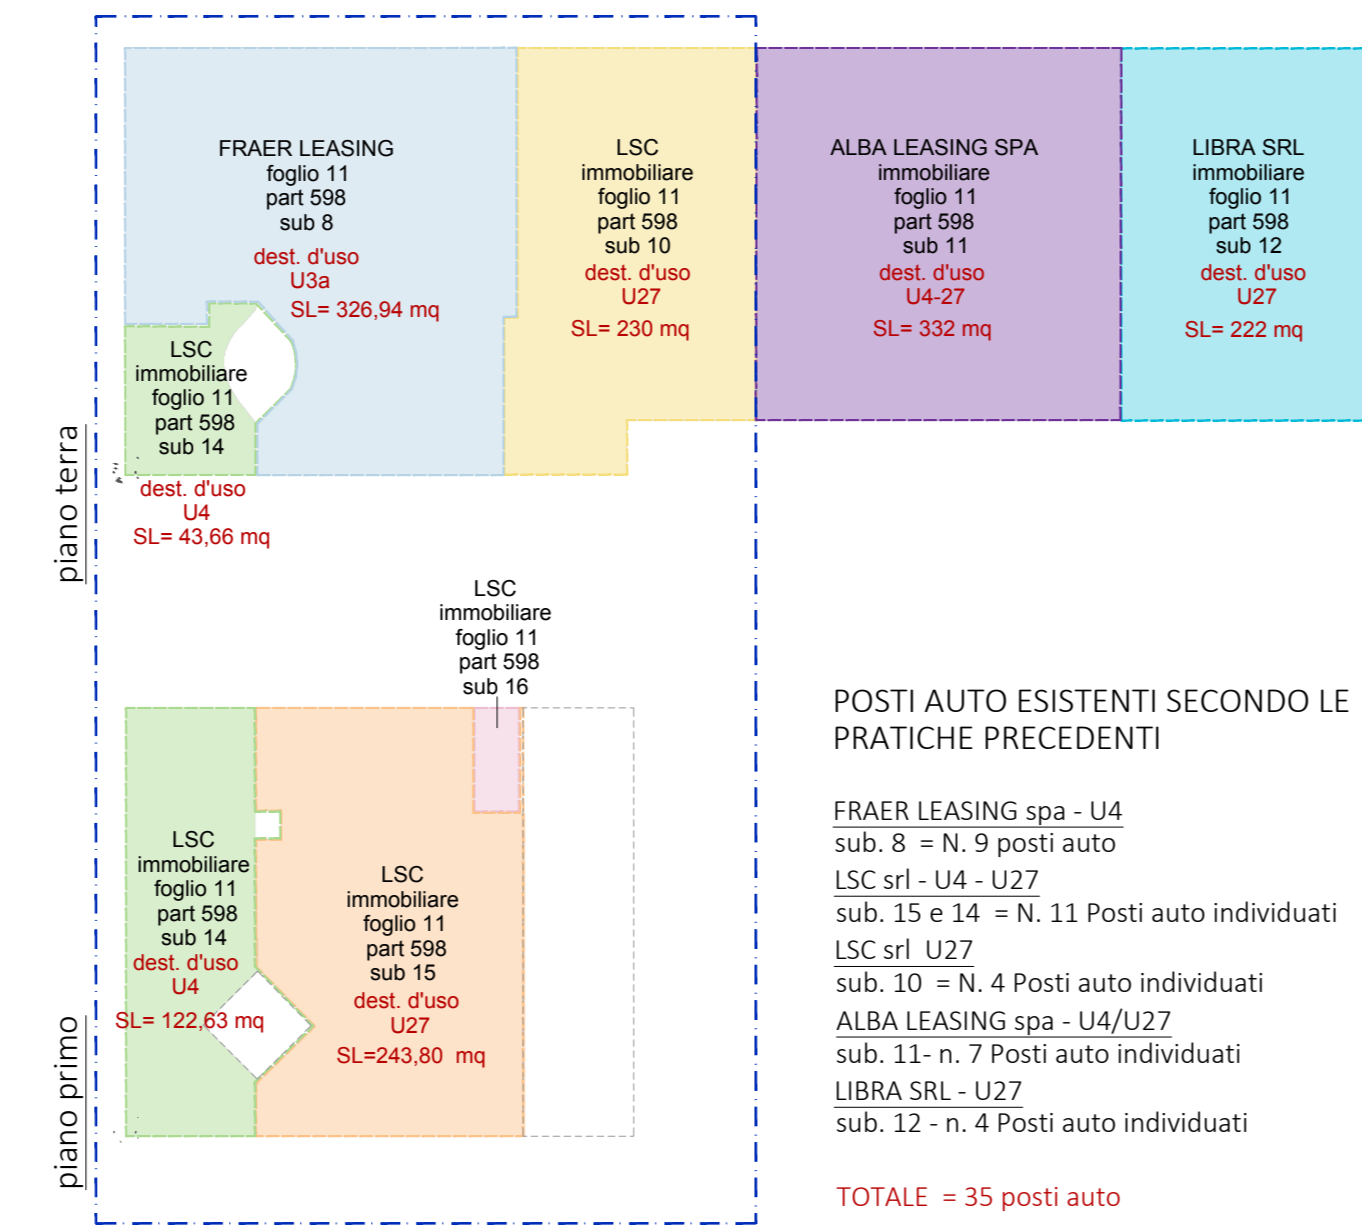 FRAER LEASING
foglio 11
part 598
sub 8
dest. d'uso
U3a
SL= 326,94 mq
LSC
immobiliare
foglio 11
part 598
sub 10
dest. d'uso
U27
SL= 230 mq
ALBA LEASING SPA
immobiliare
foglio 11
part 598
sub 11
dest. d'uso
U4-27
SL= 332 mq
LIBRA SRL
immobiliare
foglio 11
part 598
sub 12
dest. d'uso
U27
SL= 222 mq
LSC
immobiliare
foglio 11
part 598
sub 14
dest. d'uso
U4
SL= 43,66 mq
piano terra
LSC
immobiliare
foglio 11
part 598
sub 16
LSC
immobiliare
foglio 11
part 598
sub 14
dest. d'uso
U4
SL= 122,63 mq
LSC
immobiliare
foglio 11
part 598
sub 15
dest. d'uso
U27
SL=243,80 mq
piano primo
POSTI AUTO ESISTENTI SECONDO LE
PRATICHE PRECEDENTI
FRAER LEASING spa - U4
sub. 8 = N. 9 posti auto
LSC srl - U4 - U27
sub. 15 e 14 = N. 11 Posti auto individuati
LSC srl U27
sub. 10 = N. 4 Posti auto individuati
ALBA LEASING spa - U4/U27
sub. 11- n. 7 Posti auto individuati
LIBRA SRL - U27
sub. 12 - n. 4 Posti auto individuati
TOTALE = 35 posti auto